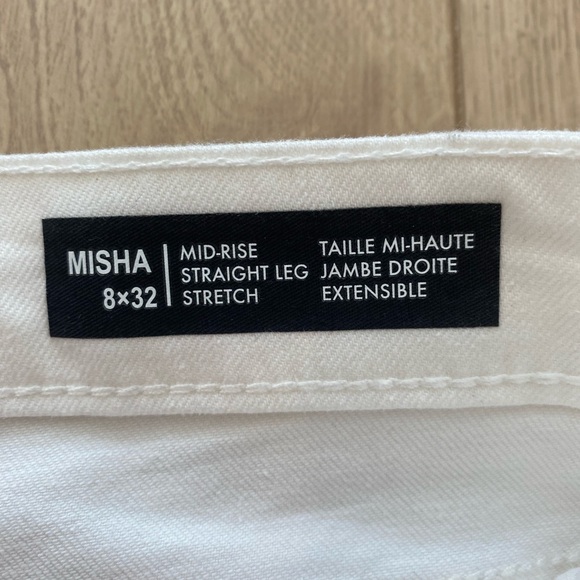 MISHA
8×32
MID-RISE
STRAIGHT LEG
STRETCH
TAILLE MI-HAUTE
JAMBE DROITE
EXTENSIBLE